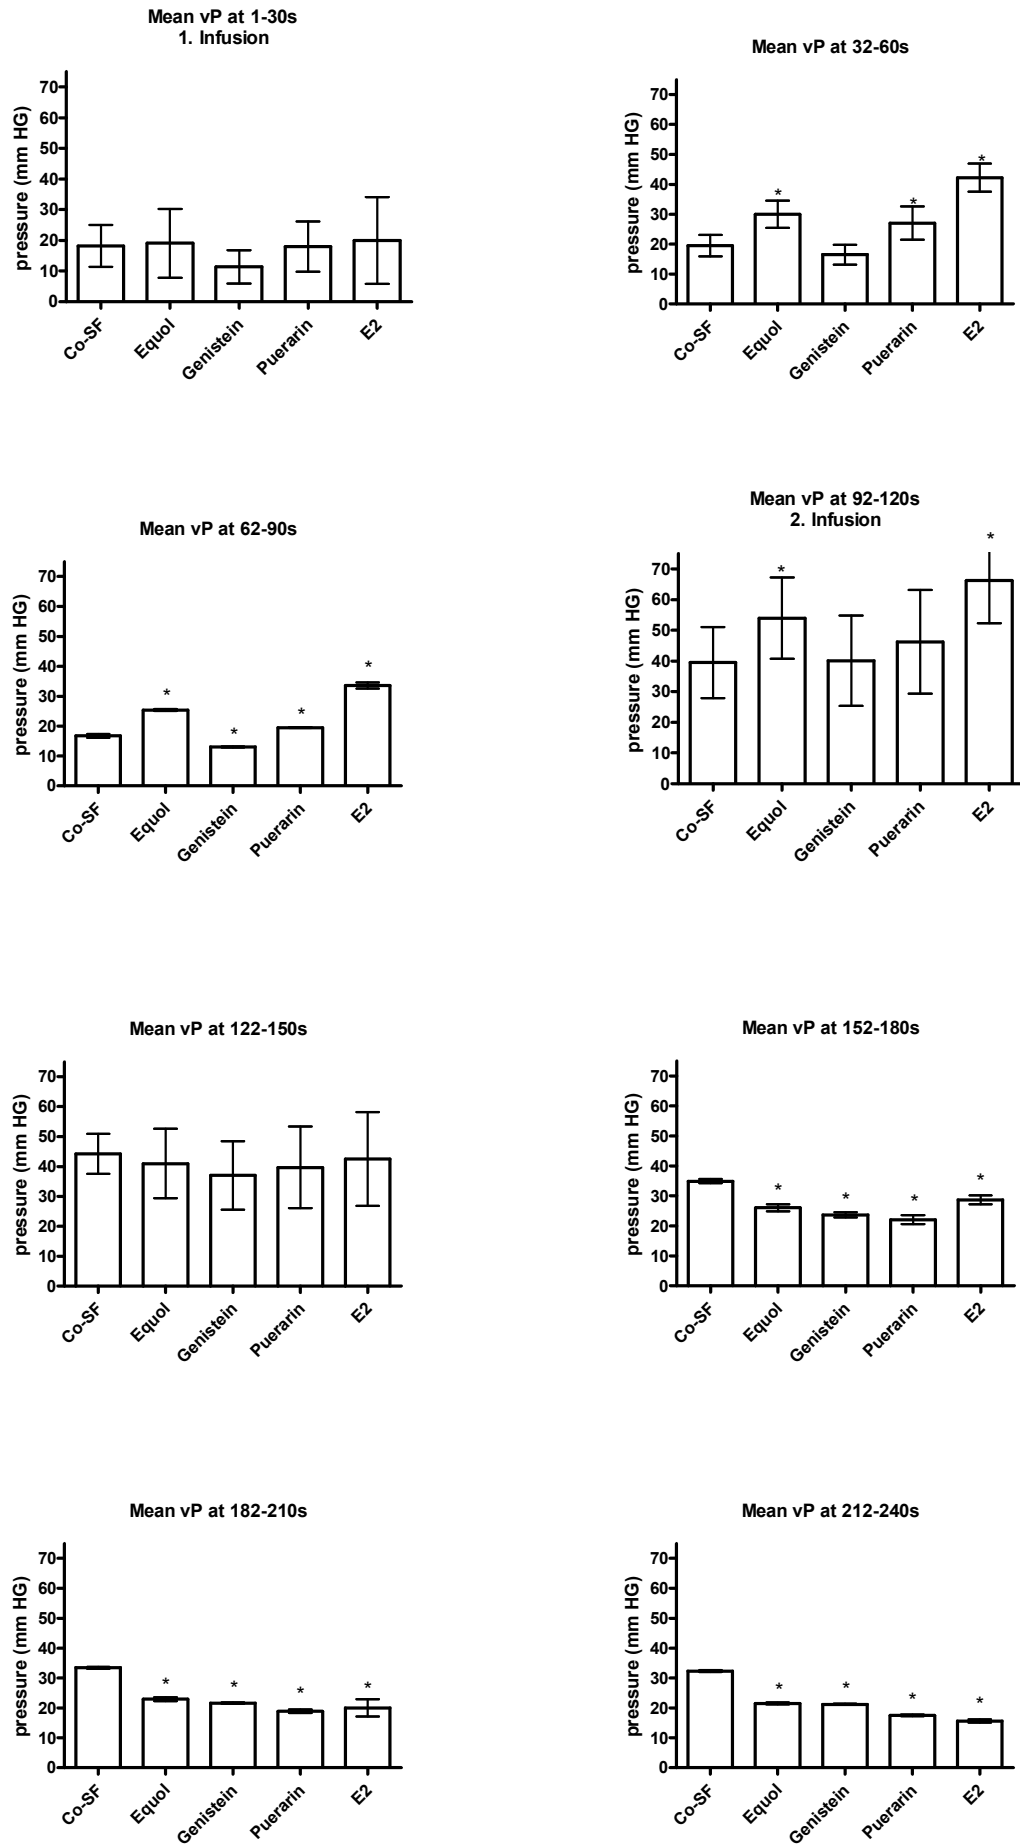 Mean vP at 1-30s
1. Infusion
pressure (mm HG)
70
60
50
40
30
20
10
0
Co-SF
Equol
Genistein
Puerarin
E2
Mean vP at 32-60s
pressure (mm HG)
70
60
50
40
30
20
10
0
*
*
*
Co-SF
Equol
Genistein
Puerarin
E2
Mean vP at 62-90s
pressure (mm HG)
70
60
50
40
30
20
10
0
*
*
*
*
Co-SF
Equol
Genistein
Puerarin
E2
Mean vP at 92-120s
2. Infusion
pressure (mm HG)
70
60
50
40
30
20
10
0
*
*
Co-SF
Equol
Genistein
Puerarin
E2
Mean vP at 122-150s
pressure (mm HG)
70
60
50
40
30
20
10
0
Co-SF
Equol
Genistein
Puerarin
E2
Mean vP at 152-180s
pressure (mm HG)
70
60
50
40
30
20
10
0
*
*
*
*
Co-SF
Equol
Genistein
Puerarin
E2
Mean vP at 182-210s
pressure (mm HG)
70
60
50
40
30
20
10
0
*
*
*
*
Co-SF
Equol
Genistein
Puerarin
E2
Mean vP at 212-240s
pressure (mm HG)
70
60
50
40
30
20
10
0
*
*
*
*
Co-SF
Equol
Genistein
Puerarin
E2